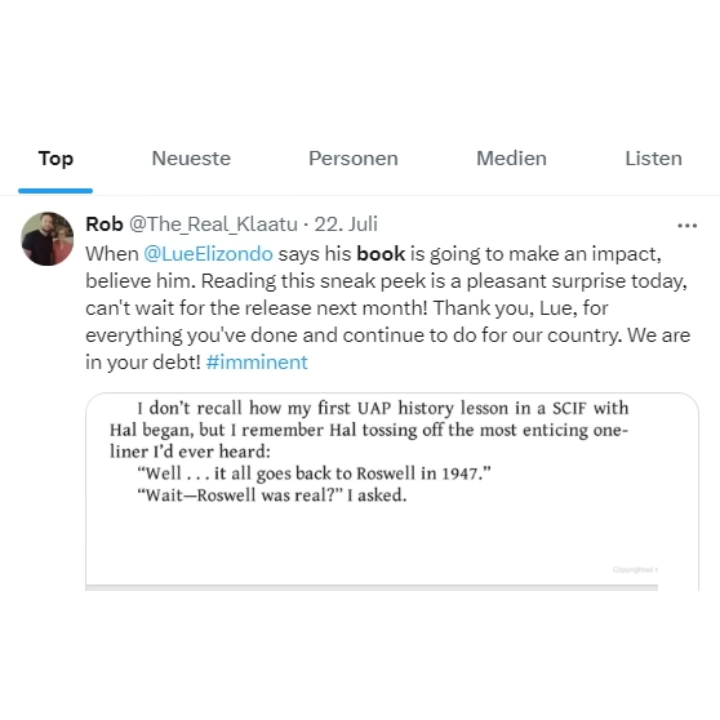 Top Neueste Personen Medien Listen
Rob @The_Real_Klaatu · 22. Juli
When @LueElizondo says his book is going to make an impact,
believe him. Reading this sneak peek is a pleasant surprise today,
can't wait for the release next month! Thank you, Lue, for
everything you've done and continue to do for our country. We are
in your debt! #imminent
I don't recall how my first UAP history lesson in a SCIF with
Hal began, but I remember Hal tossing off the most enticing one-
liner I'd ever heard:
“Well . . . it all goes back to Roswell in 1947.”
“Wait—Roswell was real?” I asked.
Copyrighted